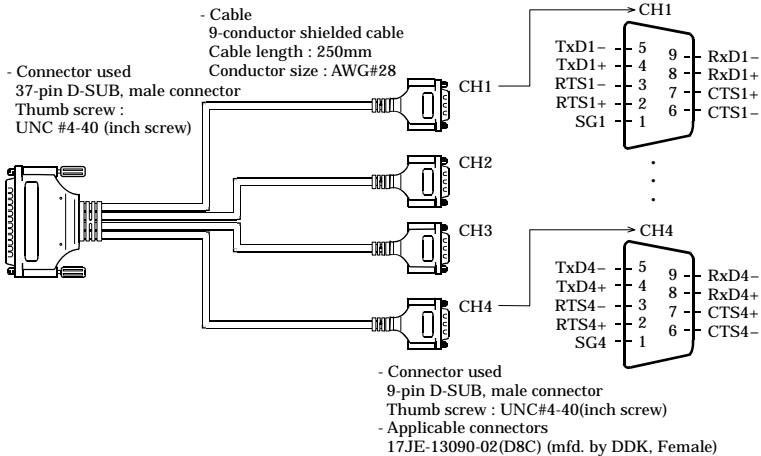 - Cable
9-conductor shielded cable
Cable length : 250mm
Conductor size : AWG#28
- Connector used
37-pin D-SUB, male connector
Thumb screw :
UNC #4-40 (inch screw)
CH1
CH2
CH3
CH4
CH1
TxD1− 5
TxD1+ 4
RTS1− 3
RTS1+ 2
SG1 1
9 RxD1−
8 RxD1+
7 CTS1+
6 CTS1−
CH4
TxD4− 5
TxD4+ 4
RTS4− 3
RTS4+ 2
SG4 1
9 RxD4−
8 RxD4+
7 CTS4+
6 CTS4−
- Connector used
9-pin D-SUB, male connector
Thumb screw : UNC#4-40(inch screw)
- Applicable connectors
17JE-13090-02(D8C) (mfd. by DDK, Female)